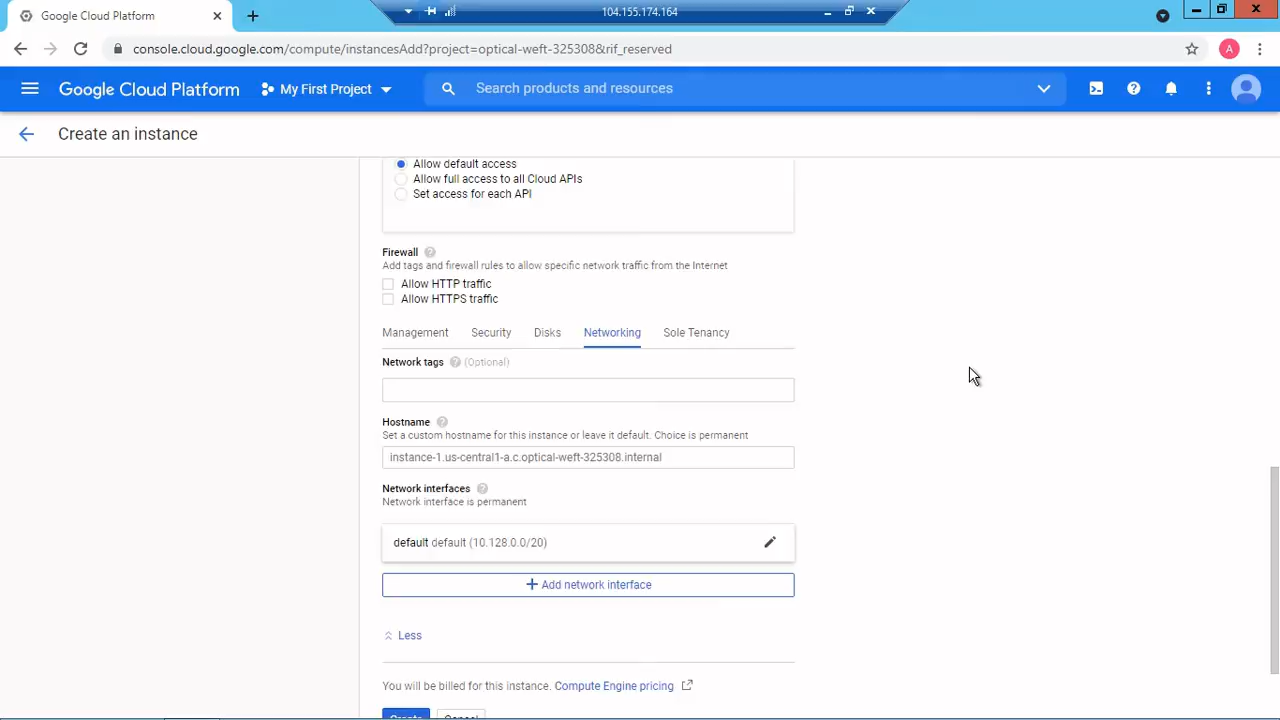 Google Cloud Platform
104.155.174.164
console.cloud.google.com/compute/instancesAdd?project=optical-weft-325308&rif_reserved
A
Google Cloud Platform
My First Project
Search products and resources
Create an instance
Allow default access
Allow full access to all Cloud APIs
Set access for each API
Firewall
Add tags and firewall rules to allow specific network traffic from the Internet
Allow HTTP traffic
Allow HTTPS traffic
Management Security Disks Networking Sole Tenancy
Network tags (Optional)
Hostname
Set a custom hostname for this instance or leave it default. Choice is permanent
instance-1.us-central1-a.c.optical-weft-325308.internal
Network interfaces
Network interface is permanent
default default (10.128.0.0/20)
+ Add network interface
Less
You will be billed for this instance. Compute Engine pricing
Create Cancel